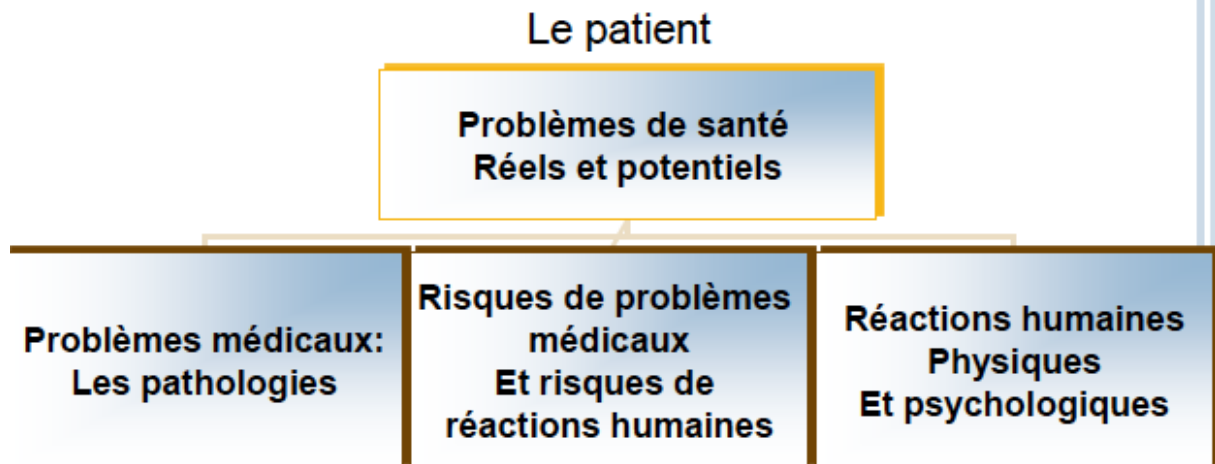 Le patient
Problèmes de santé
Réels et potentiels
Problèmes médicaux:
Les pathologies
Risques de problèmes
médicaux
Et risques de
réactions humaines
Réactions humaines
Physiques
Et psychologiques